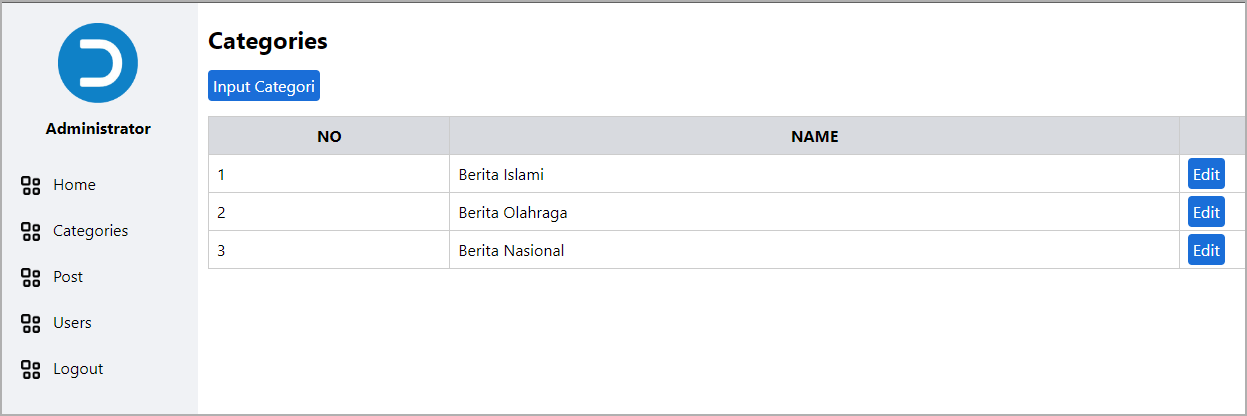 Administrator
Home
Categories
Post
Users
Logout
Categories
Input Categori
NO NAME
1 Berita Islami Edit
2 Berita Olahraga Edit
3 Berita Nasional Edit